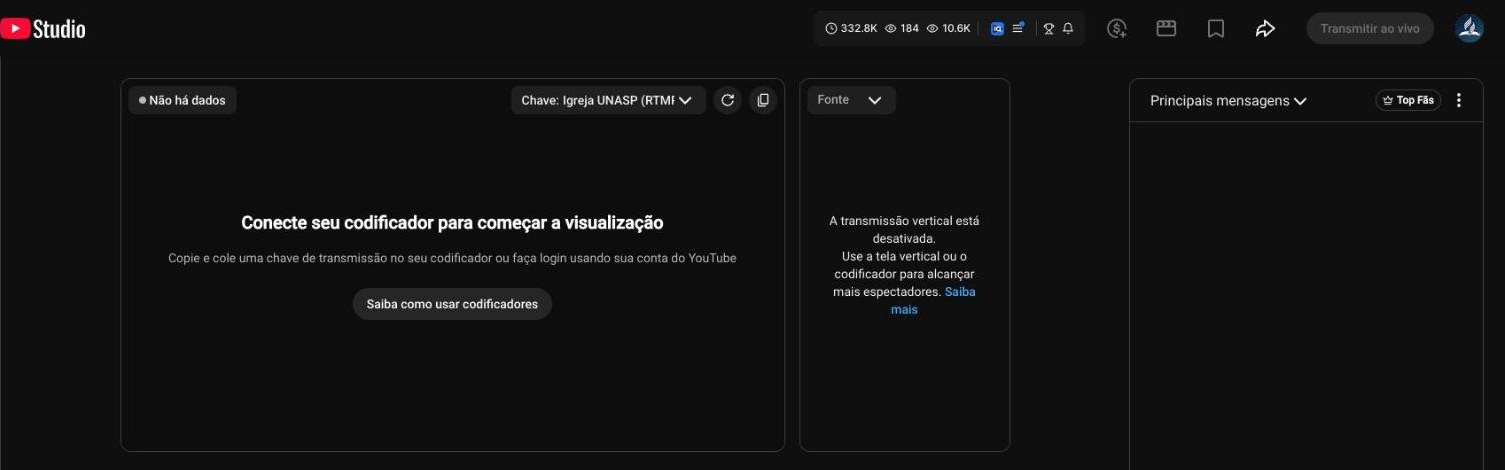 Studio
332.8K 184 10.6K
Transmitir ao vivo
Não há dados
Chave: Igreja UNASP (RTMP
Fonte
Principais mensagens
Top Fãs
Conecte seu codificador para começar a visualização
Copie e cole uma chave de transmissão no seu codificador ou faça login usando sua conta do YouTube
Saiba como usar codificadores
A transmissão vertical está
desativada.
Use a tela vertical ou o
codificador para alcançar
mais espectadores. Saiba
mais